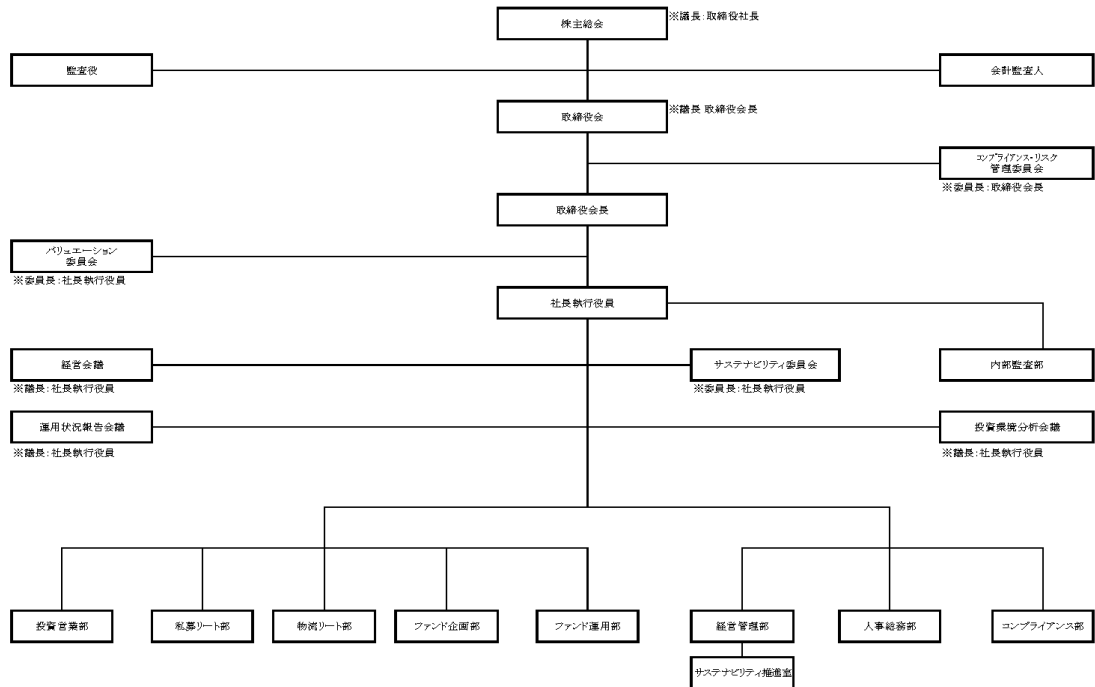 株主総会
※議長：取締役社長
監査役
会計監査人
取締役会
※議長 取締役会長
コンプライアンス・リスク
管理委員会
※委員長：取締役会長
取締役会長
バリュエーション
委員会
※委員長：社長執行役員
社長執行役員
経営会議
※議長：社長執行役員
サステナビリティ委員会
※委員長：社長執行役員
内部監査部
運用状況報告会議
※議長：社長執行役員
投資環境分析会議
※議長：社長執行役員
投資営業部
私募リート部
物流リート部
ファンド企画部
ファンド運用部
経営管理部
人事総務部
コンプライアンス部
サステナビリティ推進室